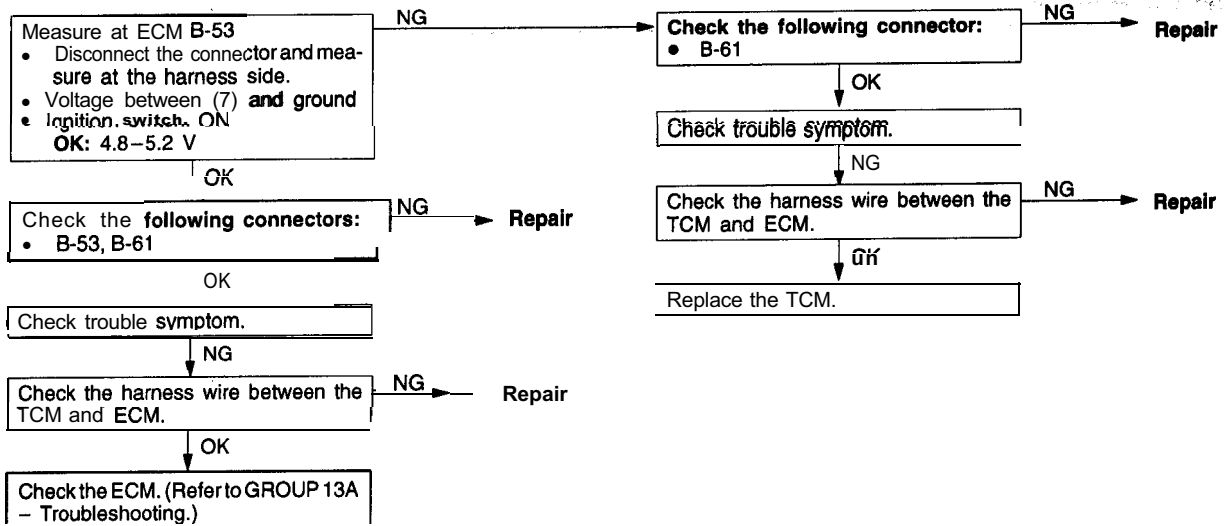 Measure at ECM B-53
• Disconnect the connector and mea-
sure at the harness side.
• Voltage between (7) and ground
• Ignition switch: ON
OK: 4.8–5.2 V
NG
OK
Check the following connectors:
• B-53, B-61
NG
Repair
OK
Check trouble symptom.
NG
Check the harness wire between the
TCM and ECM.
NG
Repair
OK
Check the ECM. (Refer to GROUP 13A
– Troubleshooting.)
Check the following connector:
• B-61
NG
Repair
OK
Check trouble symptom.
NG
Check the harness wire between the
TCM and ECM.
NG
Repair
OK
Replace the TCM.